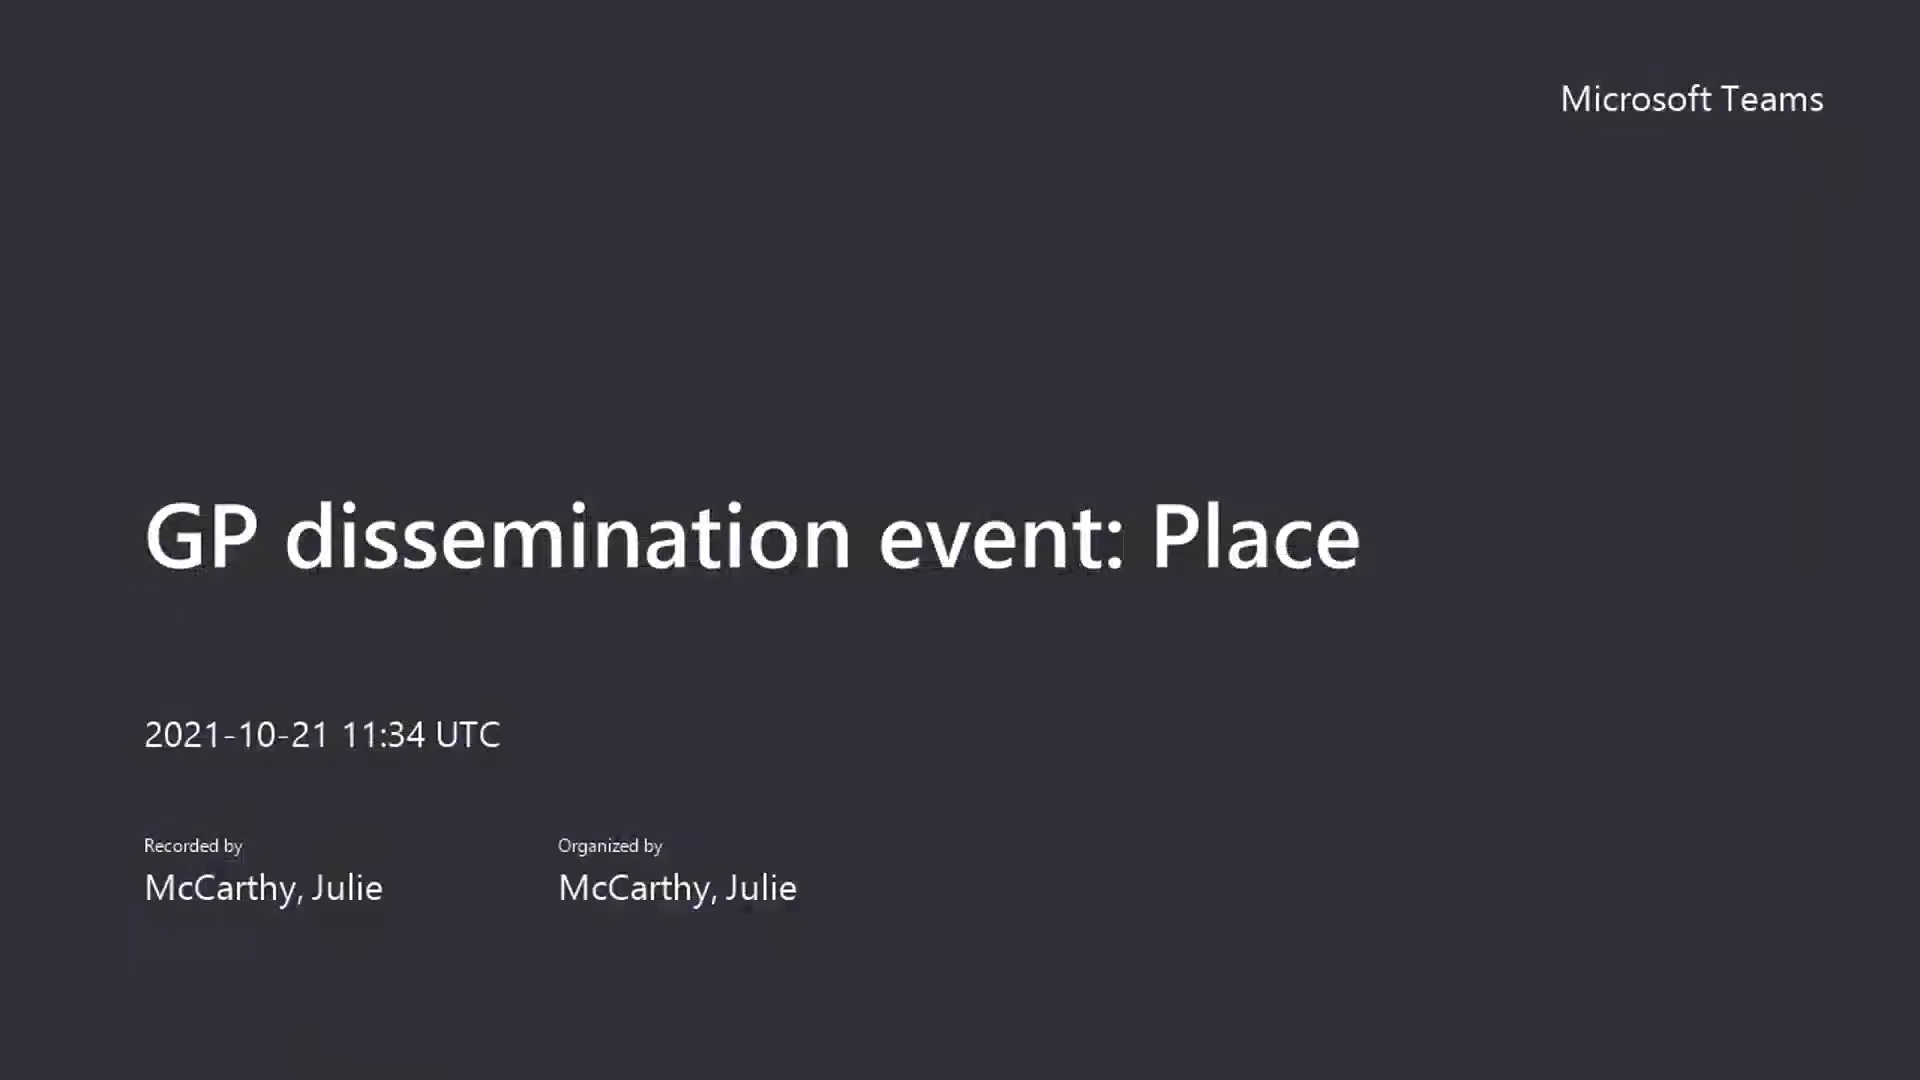 Microsoft Teams
GP dissemination event: Place
2021-10-21 11:34 UTC
Recorded by
Organized by
McCarthy, Julie
McCarthy, Julie